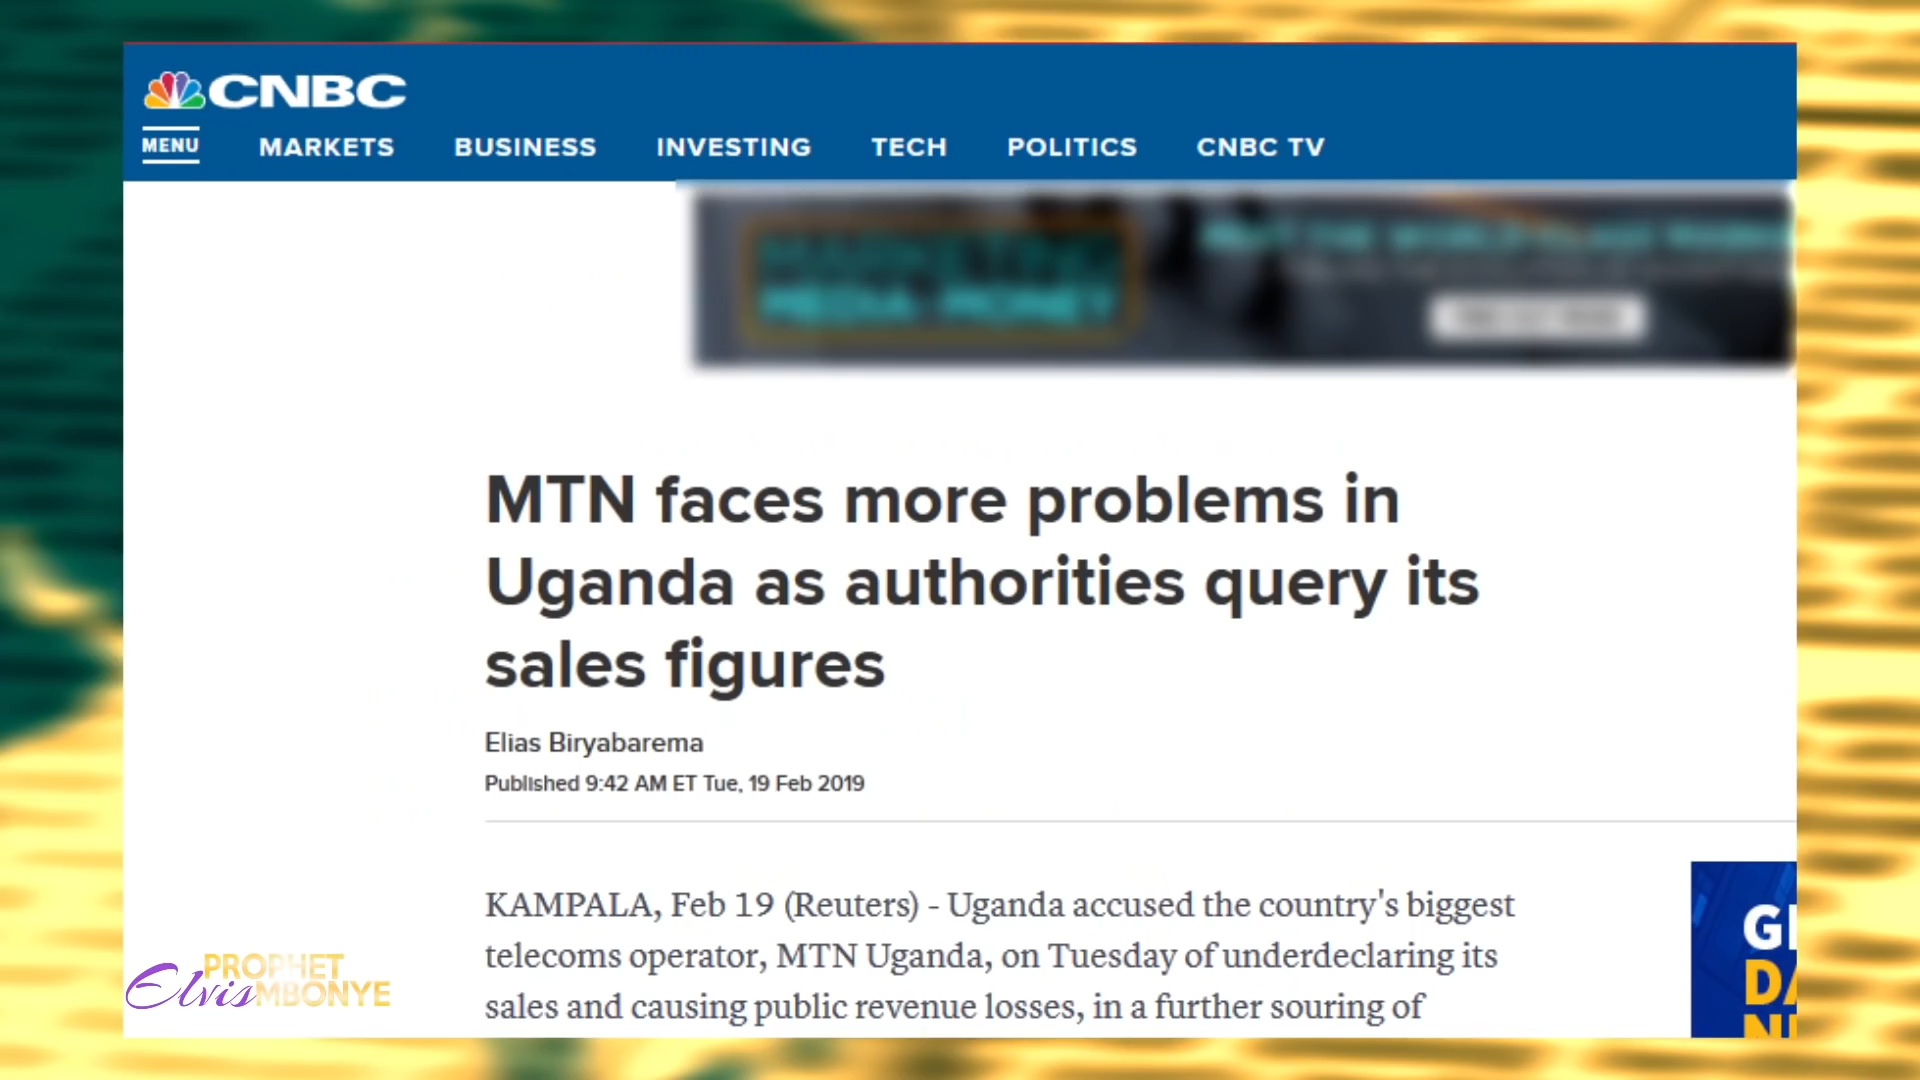 CNBC
MENU MARKETS BUSINESS INVESTING TECH POLITICS CNBC TV
MEDIA MONEY
MTN faces more problems in
Uganda as authorities query its
sales figures
Elias Biryabarema
Published 9:42 AM ET Tue, 19 Feb 2019
KAMPALA, Feb 19 (Reuters) - Uganda accused the country's biggest
telecoms operator, MTN Uganda, on Tuesday of underdeclaring its
sales and causing public revenue losses, in a further souring of
PROPHET
Elvis MBONYE